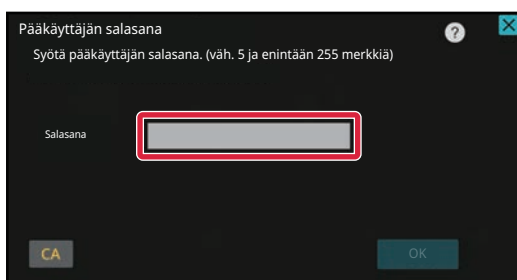 Pääkäyttäjän salasana
Syötä pääkäyttäjän salasana. (väh. 5 ja enintään 255 merkkiä)
Salasana
CA
OK